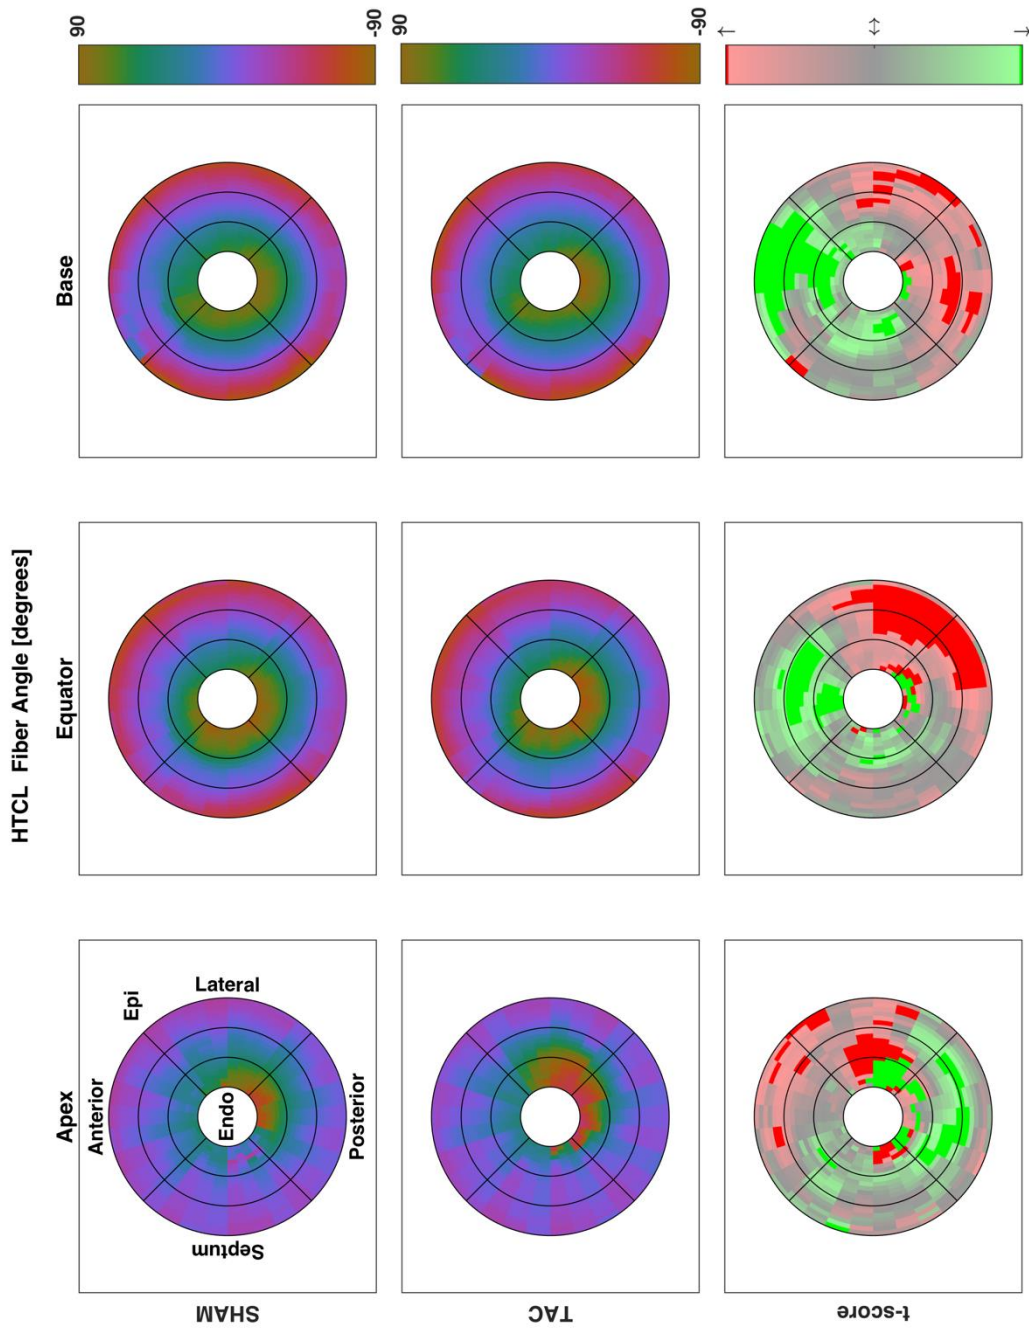 HTCL Fiber Angle [degrees]
Apex
Equator
Base
Anterior
Epi
Lateral
Endo
Septum
Posterior
SHAM
90
-90
TAC
90
-90
t-score
↑
↔
↓